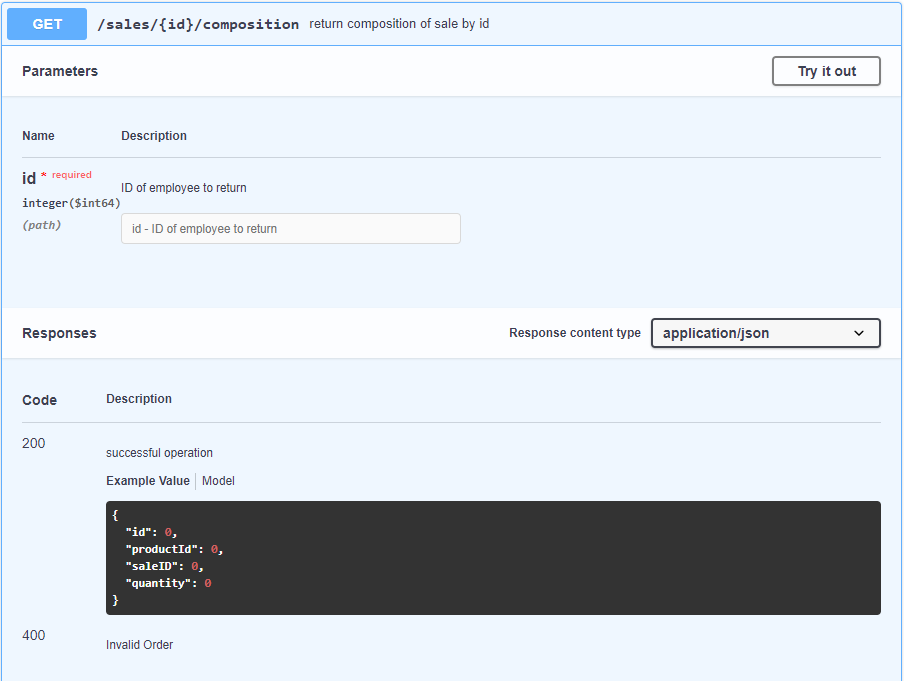 GET /sales/{id}/composition return composition of sale by id
Parameters
Try it out
Name Description
id * required
integer($int64)
(path)
ID of employee to return
id - ID of employee to return
Responses
Response content type application/json
Code Description
200
successful operation
Example Value Model
{
  "id": 0,
  "productId": 0,
  "saleID": 0,
  "quantity": 0
}
400
Invalid Order